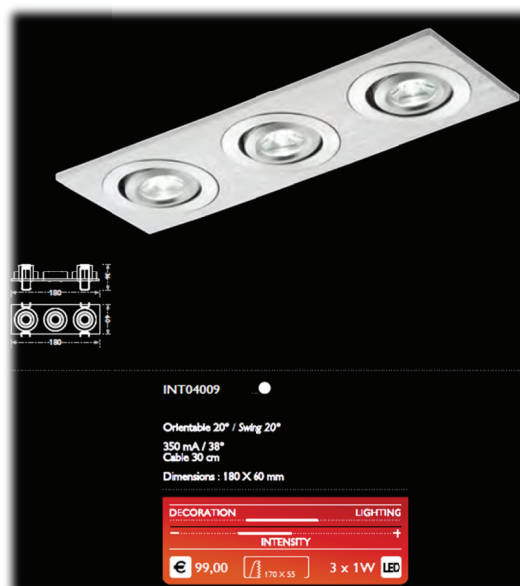 180
60
180
INT04009
Orientable 20° / Swing 20°
350 mA / 38°
Cable 30 cm
Dimensions : 180 X 60 mm
DECORATION LIGHTING
- +
INTENSITY
€ 99,00 170 X 55 3 x 1W LED